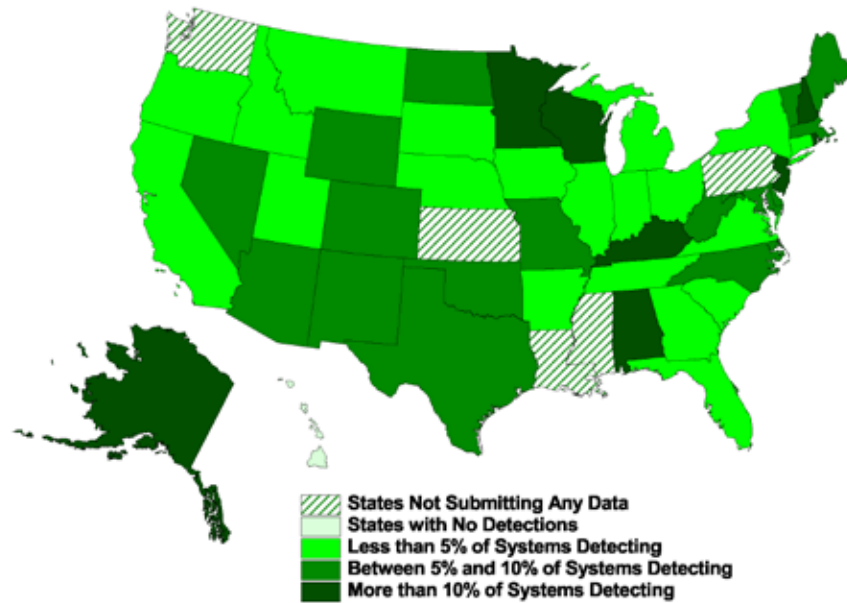 States Not Submitting Any Data
States with No Detections
Less than 5% of Systems Detecting
Between 5% and 10% of Systems Detecting
More than 10% of Systems Detecting